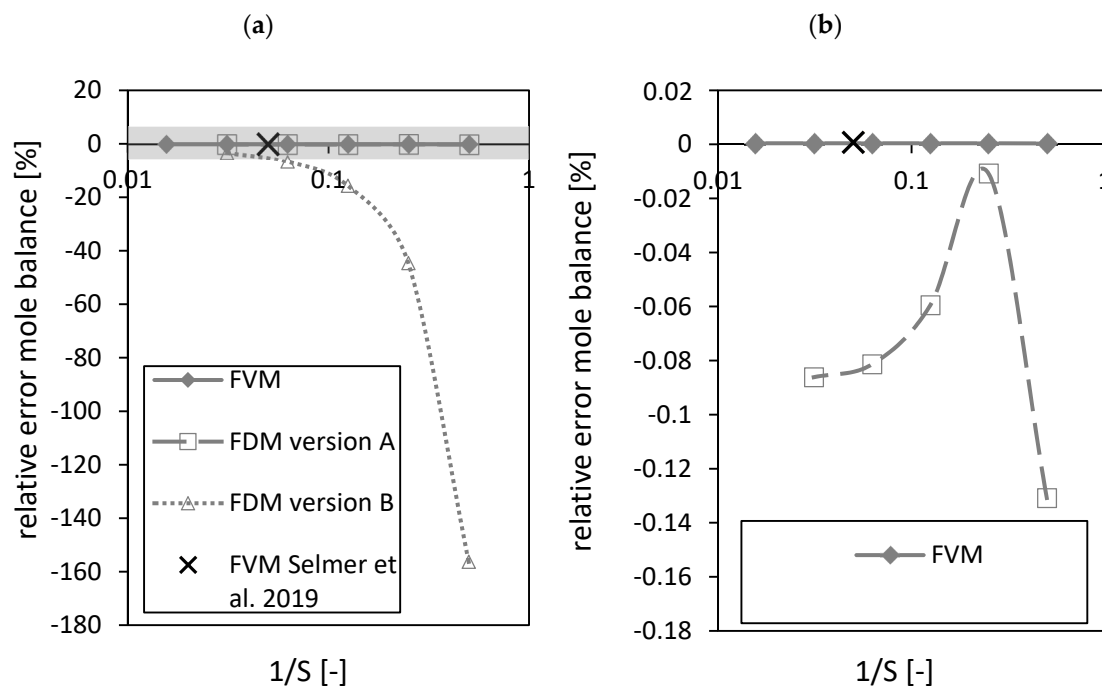 (a)
20
0
-20
-40
-60
-80
-100
-120
-140
-160
-180
0.01
0.1
1
relative error mole balance [%]
1/S [-]
FVM
FDM version A
FDM version B
FVM Selmer et
al. 2019
(b)
0.02
0
-0.02
-0.04
-0.06
-0.08
-0.1
-0.12
-0.14
-0.16
-0.18
0.01
0.1
1
relative error mole balance [%]
1/S [-]
FVM